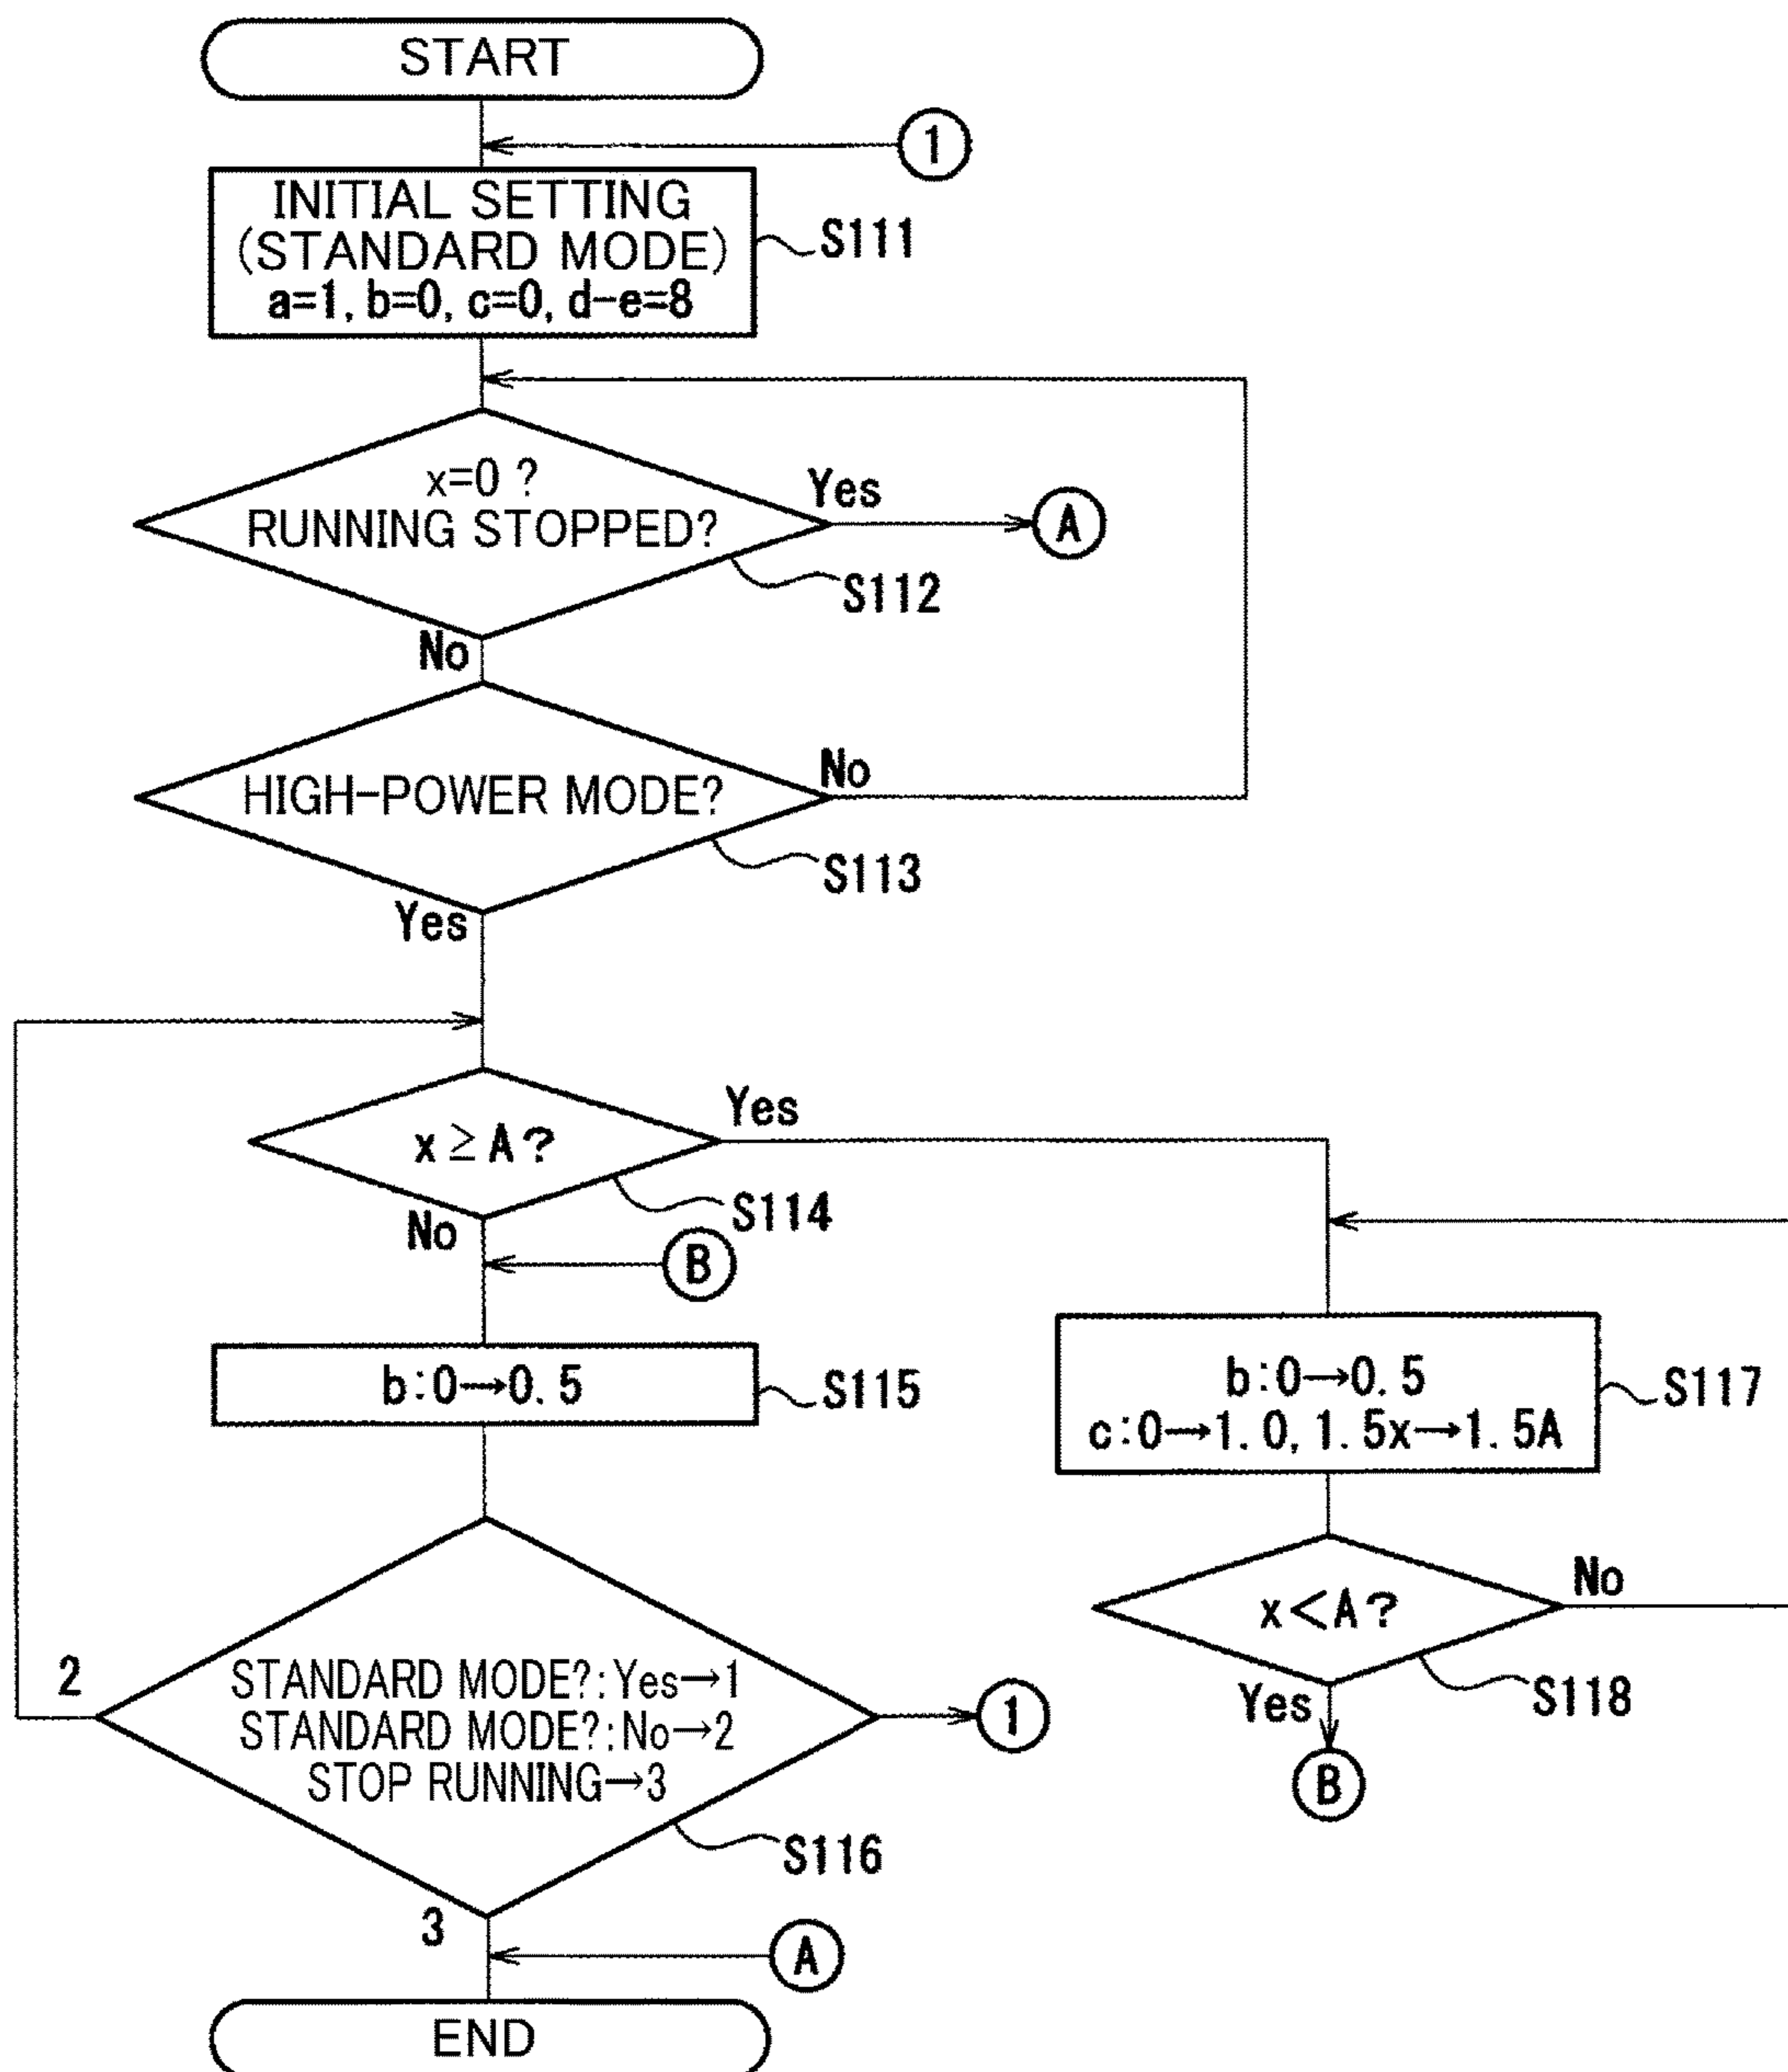 START
1
INITIAL SETTING
(STANDARD MODE)
a=1, b=0, c=0, d-e=8
S111
x=0 ?
RUNNING STOPPED?
Yes
A
S112
No
HIGH-POWER MODE?
No
S113
Yes
x ≥ A ?
Yes
S114
No
B
b:0→0.5
S115
b:0→0.5
c:0→1.0, 1.5x→1.5A
S117
x<A?
No
S118
Yes
B
2
STANDARD MODE?:Yes→1
STANDARD MODE?:No→2
STOP RUNNING→3
1
S116
3
A
END